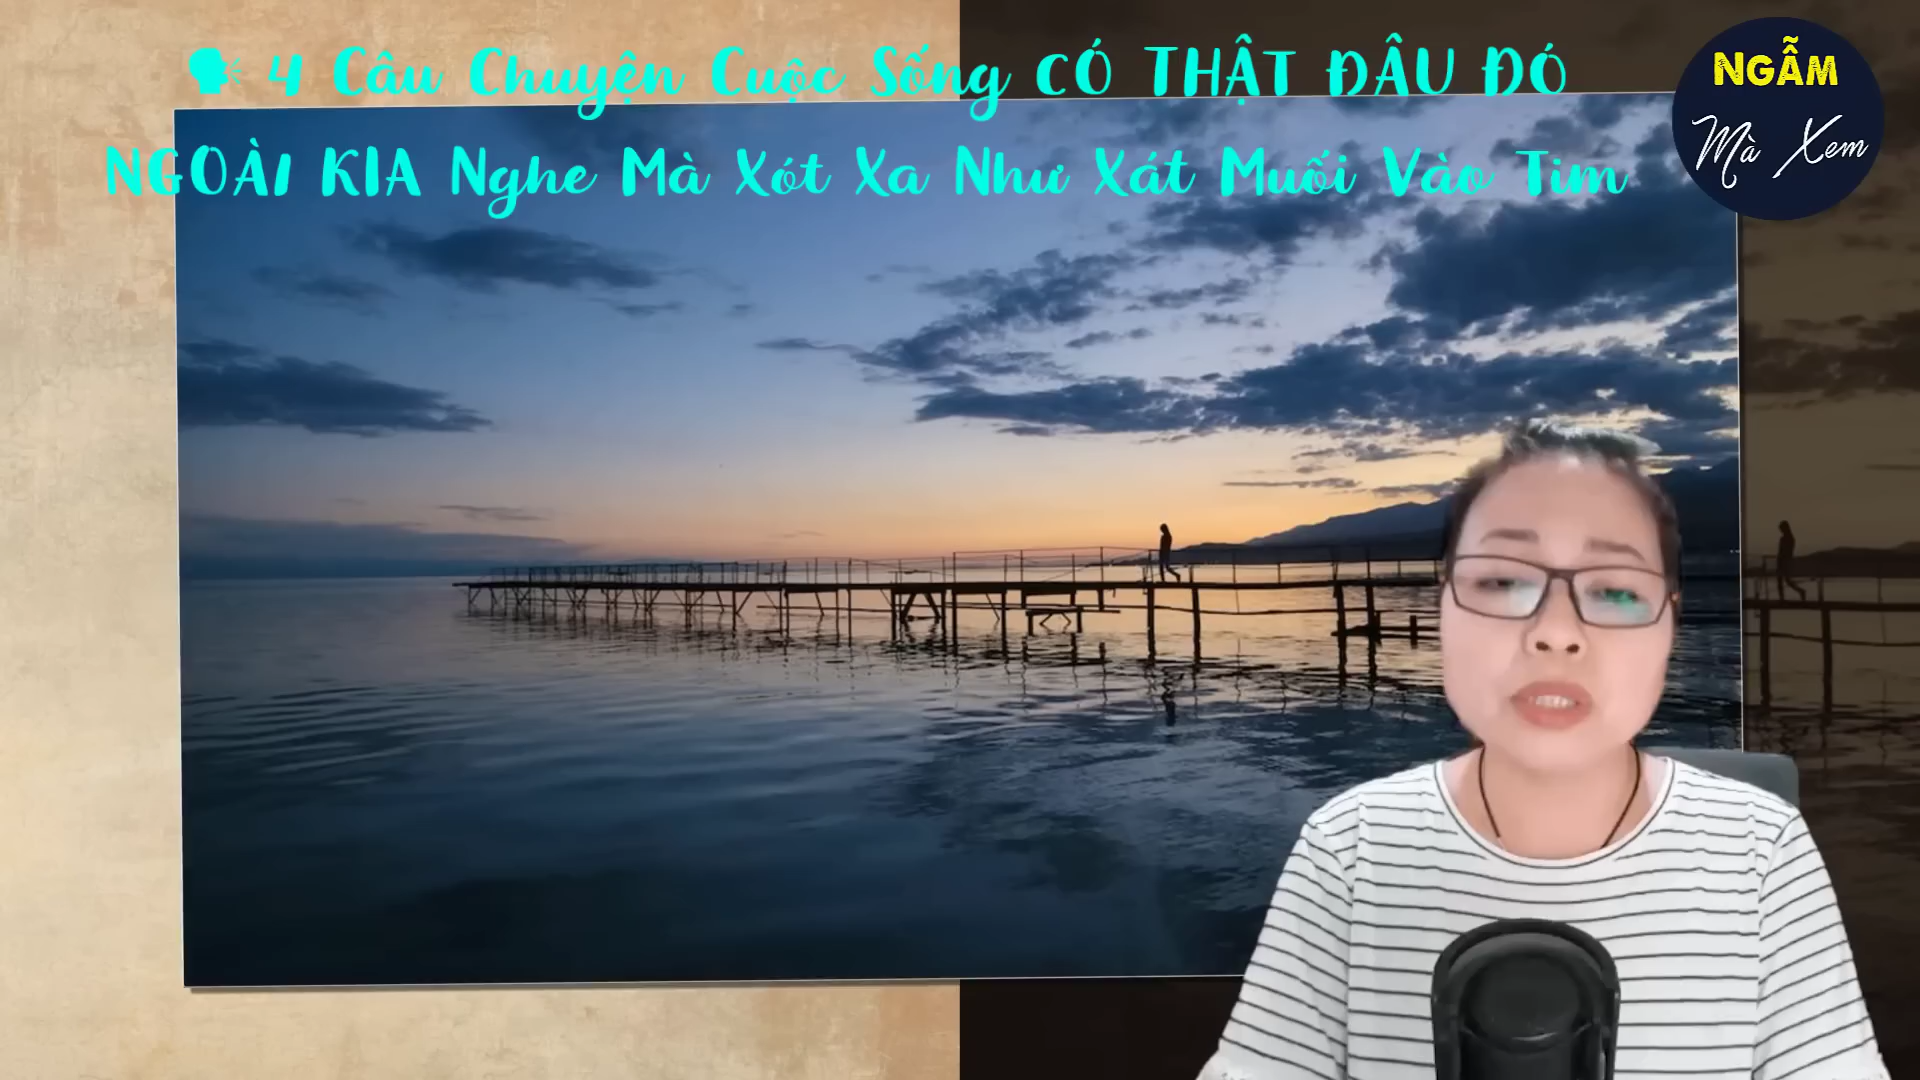 🗣 4 Câu Chuyện Cuộc Sống CÓ THẬT ĐÂU ĐÓ
NGOÀI KIA Nghe Mà Xót Xa Như Xát Muối Vào Tim
NGẪM
Mà Xem